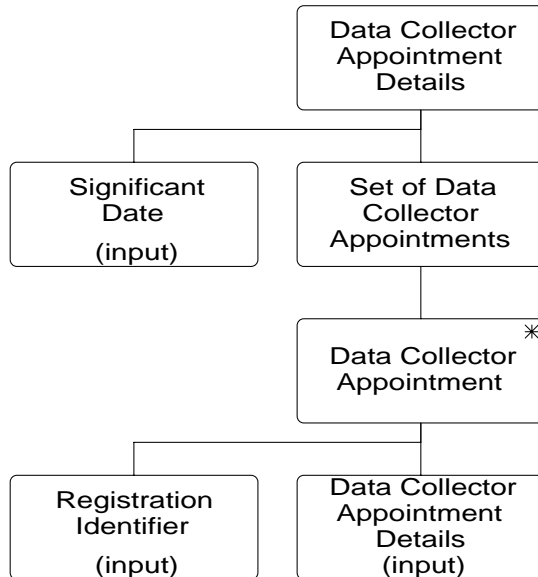 Data Collector
Appointment
Details
Significant
Date
(input)
Set of Data
Collector
Appointments
*
Data Collector
Appointment
Registration
Identifier
(input)
Data Collector
Appointment
Details
(input)